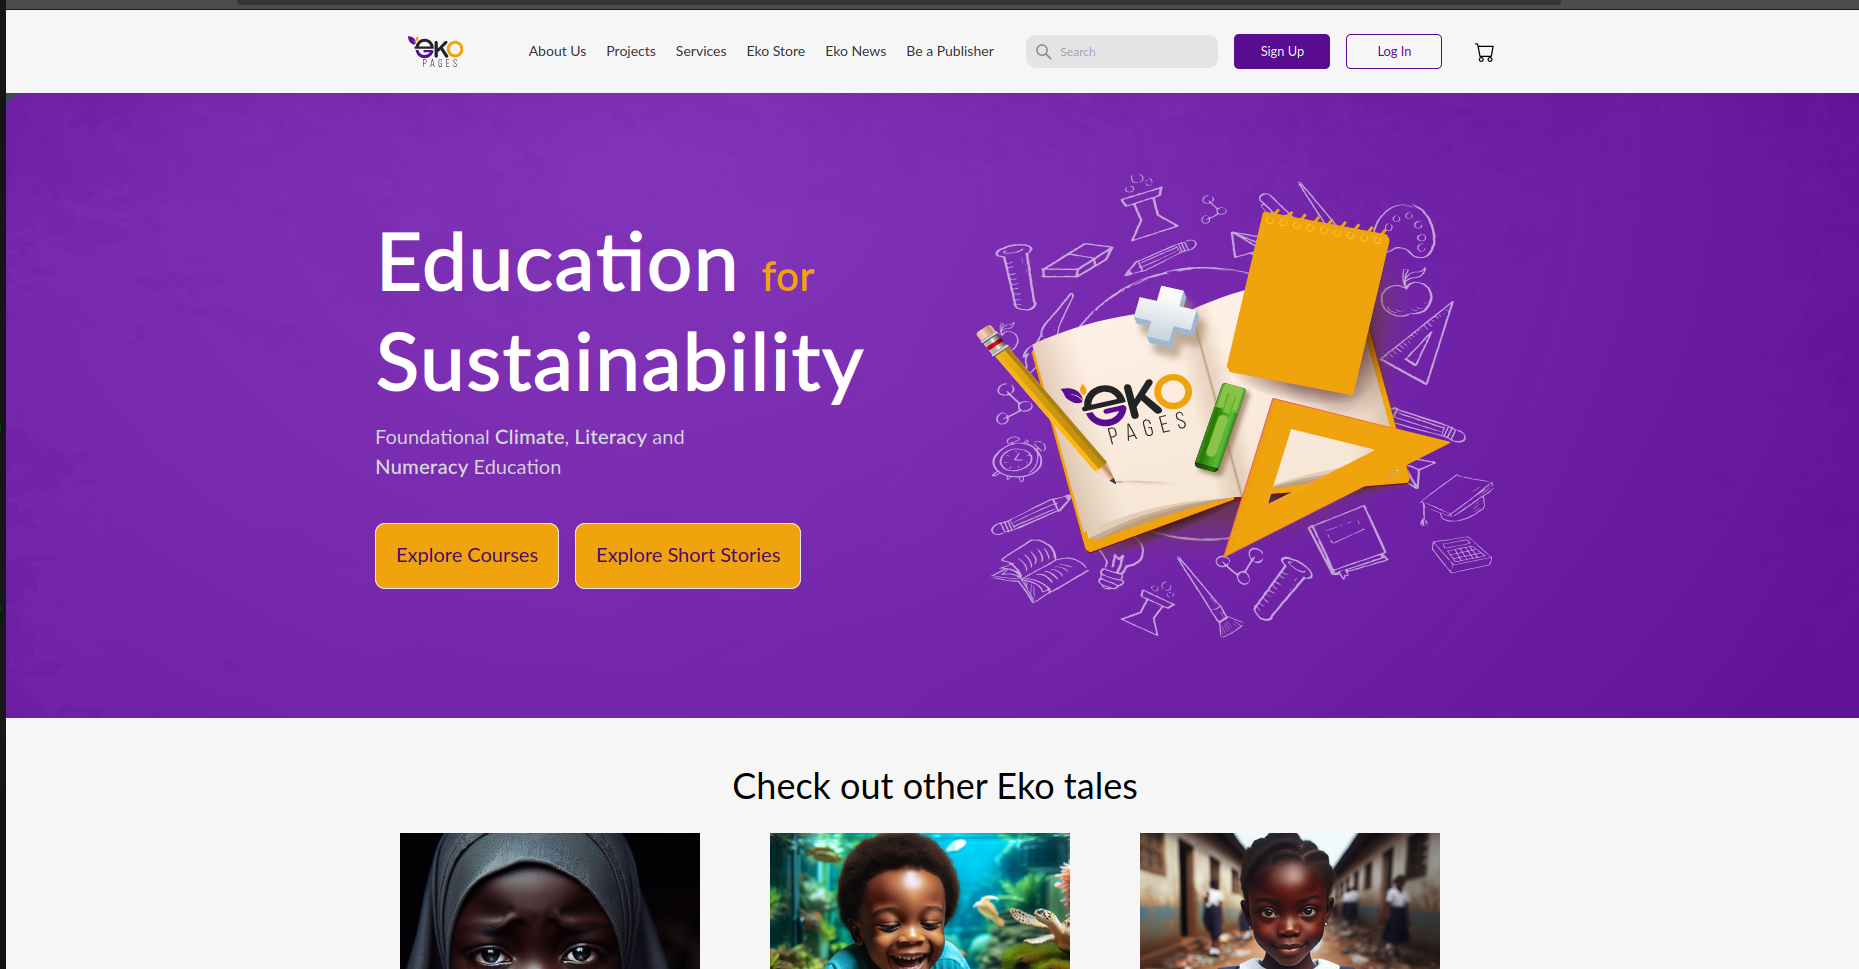 eko
PAGES
About Us
Projects
Services
Eko Store
Eko News
Be a Publisher
Search
Sign Up
Log In
Education for
Sustainability
Foundational Climate, Literacy and
Numeracy Education
Explore Courses
Explore Short Stories
eko
PAGES
Check out other Eko tales